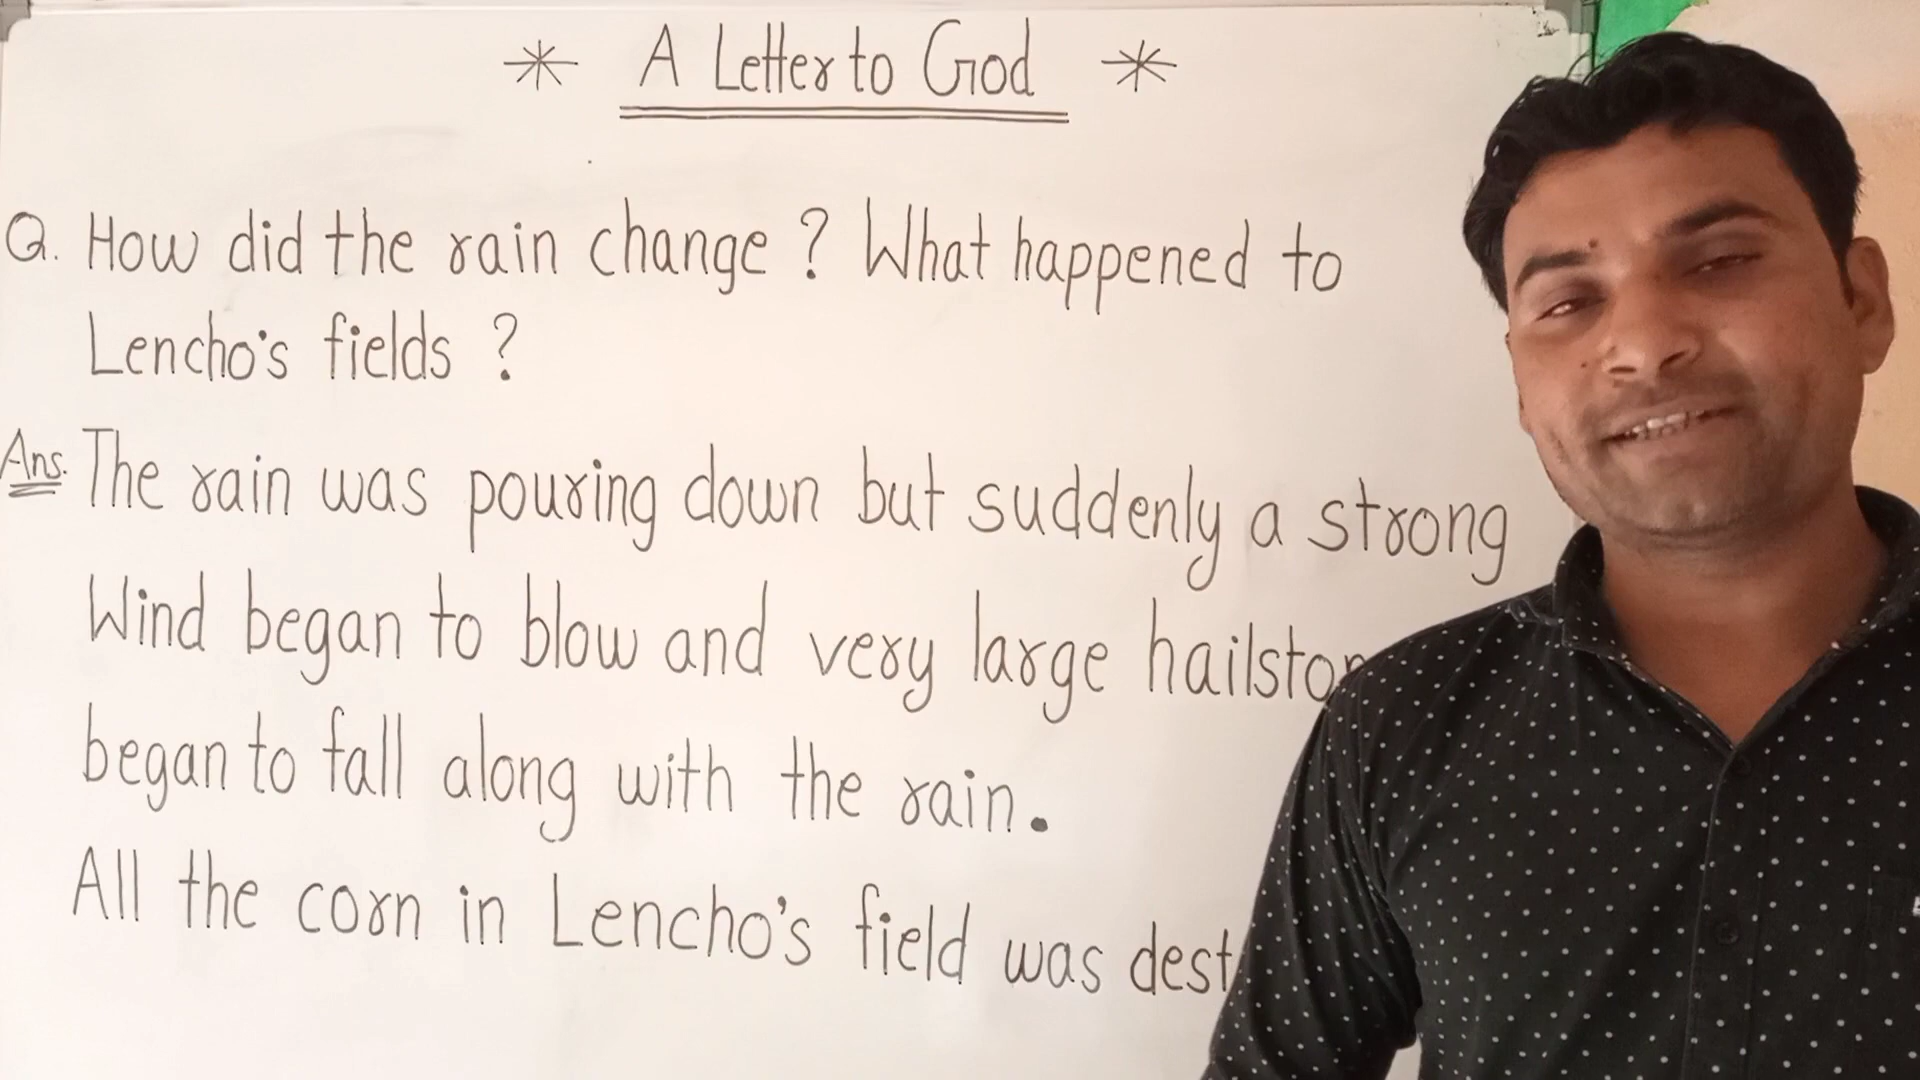 * A Letter to God *
Q. How did the rain change ? What happened to
Lencho's fields ?
Ans. The rain was pouring down but suddenly a strong
Wind began to blow and very large
began to fall along with the rain.
All the corn in Lencho's field was